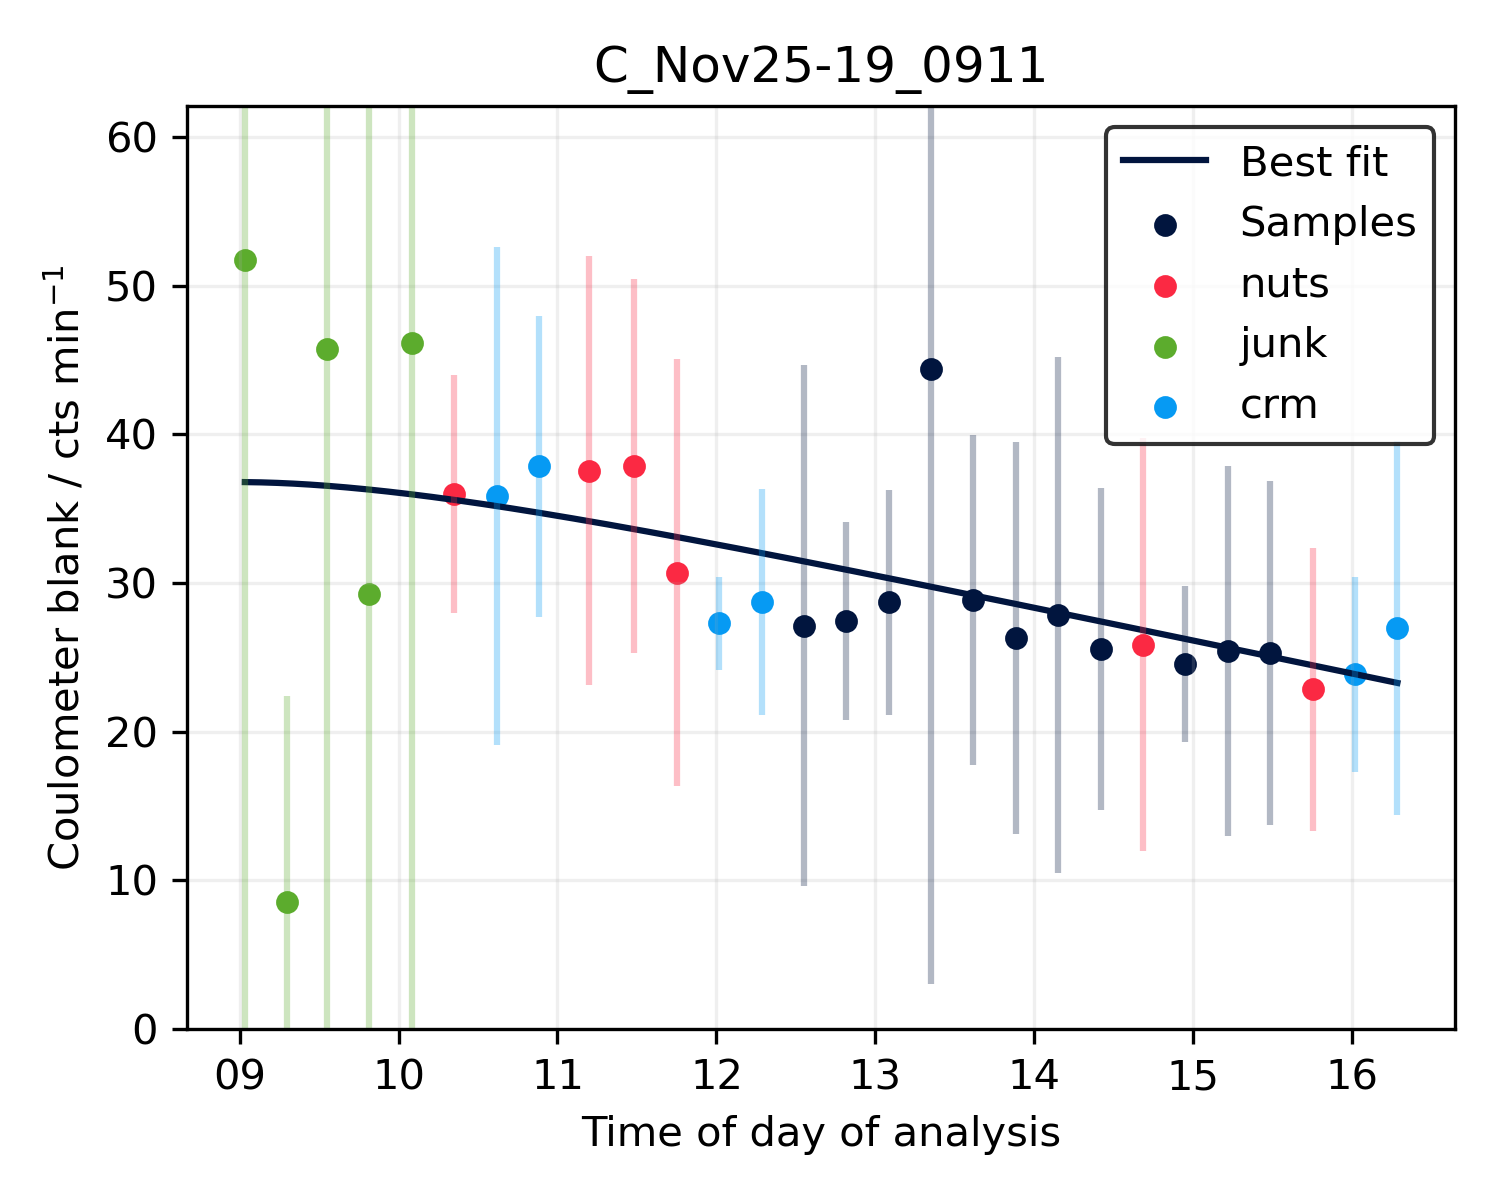 C_Nov25-19_0911
Coulometer blank / cts min⁻¹
60
50
40
30
20
10
0
Best fit
Samples
nuts
junk
crm
09 10 11 12 13 14 15 16
Time of day of analysis